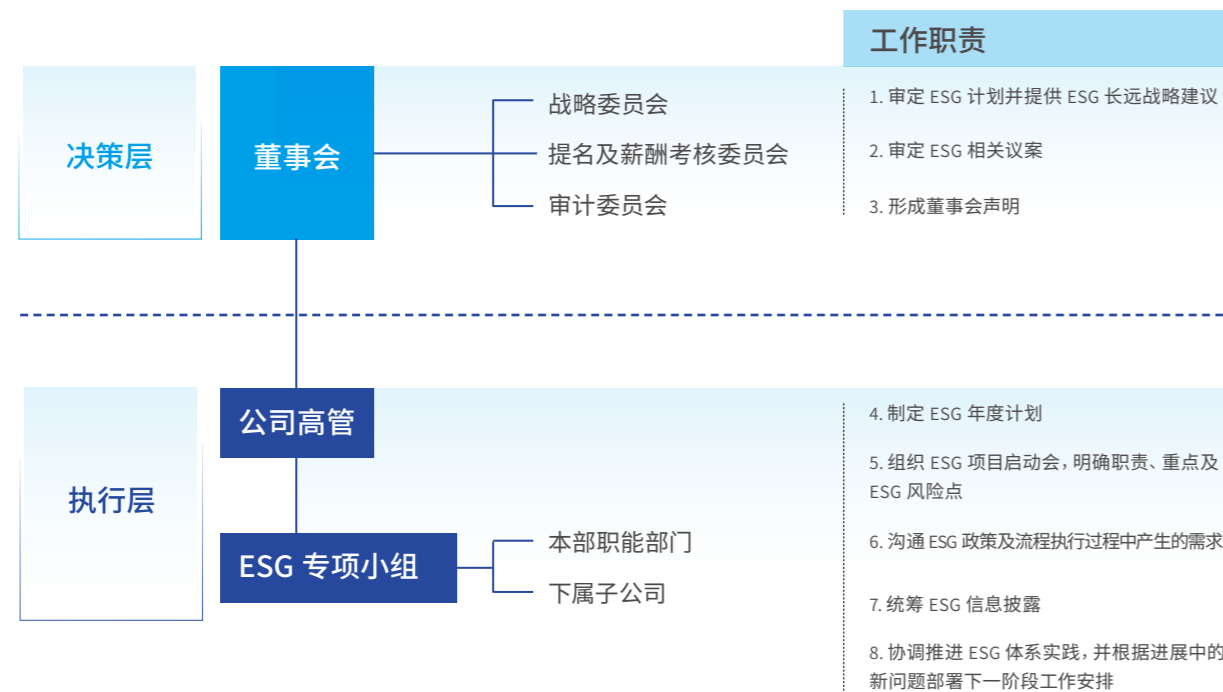 工作职责
决策层
董事会
战略委员会
提名及薪酬考核委员会
审计委员会
1. 审定 ESG 计划并提供 ESG 长远战略建议
2. 审定 ESG 相关议案
3. 形成董事会声明
执行层
公司高管
ESG 专项小组
本部职能部门
下属子公司
4. 制定 ESG 年度计划
5. 组织 ESG 项目启动会，明确职责、重点及
ESG 风险点
6. 沟通 ESG 政策及流程执行过程中产生的需求
7. 统筹 ESG 信息披露
8. 协调推进 ESG 体系实践，并根据进展中的
新问题部署下一阶段工作安排